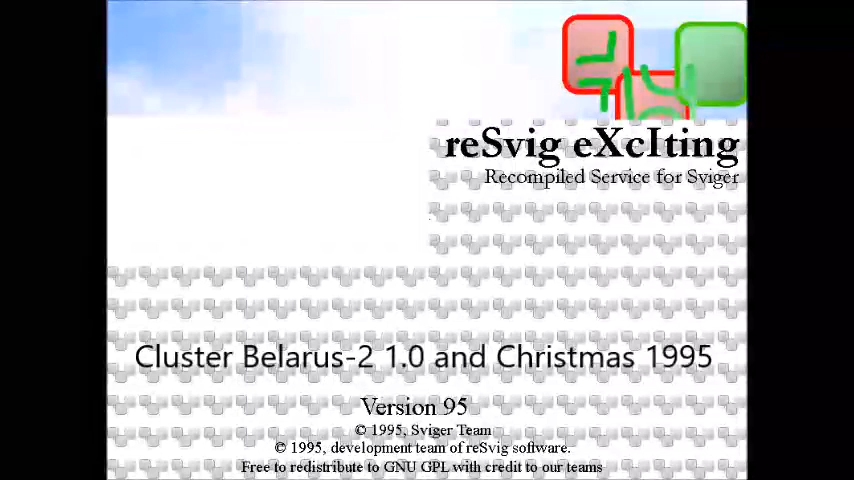 reSvig eXcIting
Recompiled Service for Sviger
Cluster Belarus-2 1.0 and Christmas 1995
Version 95
© 1995, Sviger Team
© 1995, development team of reSvig software.
Free to redistribute to GNU GPL with credit to our teams